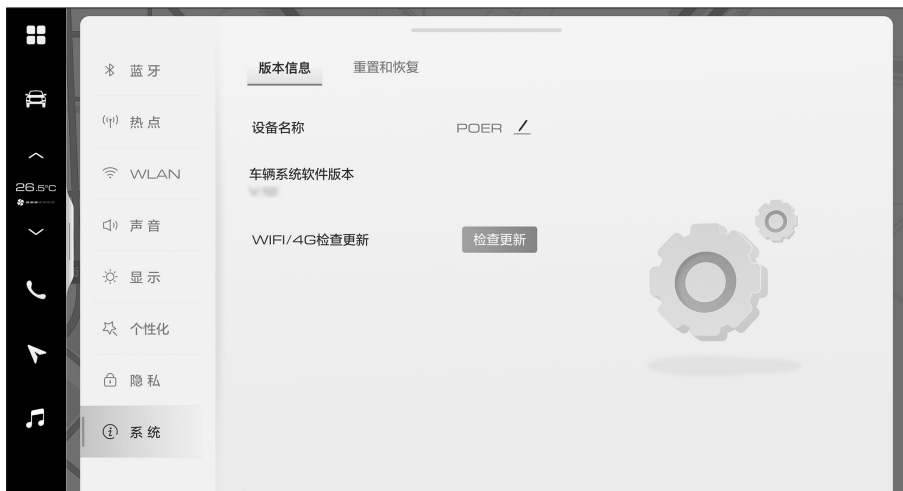 26.5°C
蓝牙
热点
WLAN
声音
显示
个性化
隐私
系统
版本信息
重置和恢复
设备名称
POER
车辆系统软件版本
WIFI/4G检查更新
检查更新